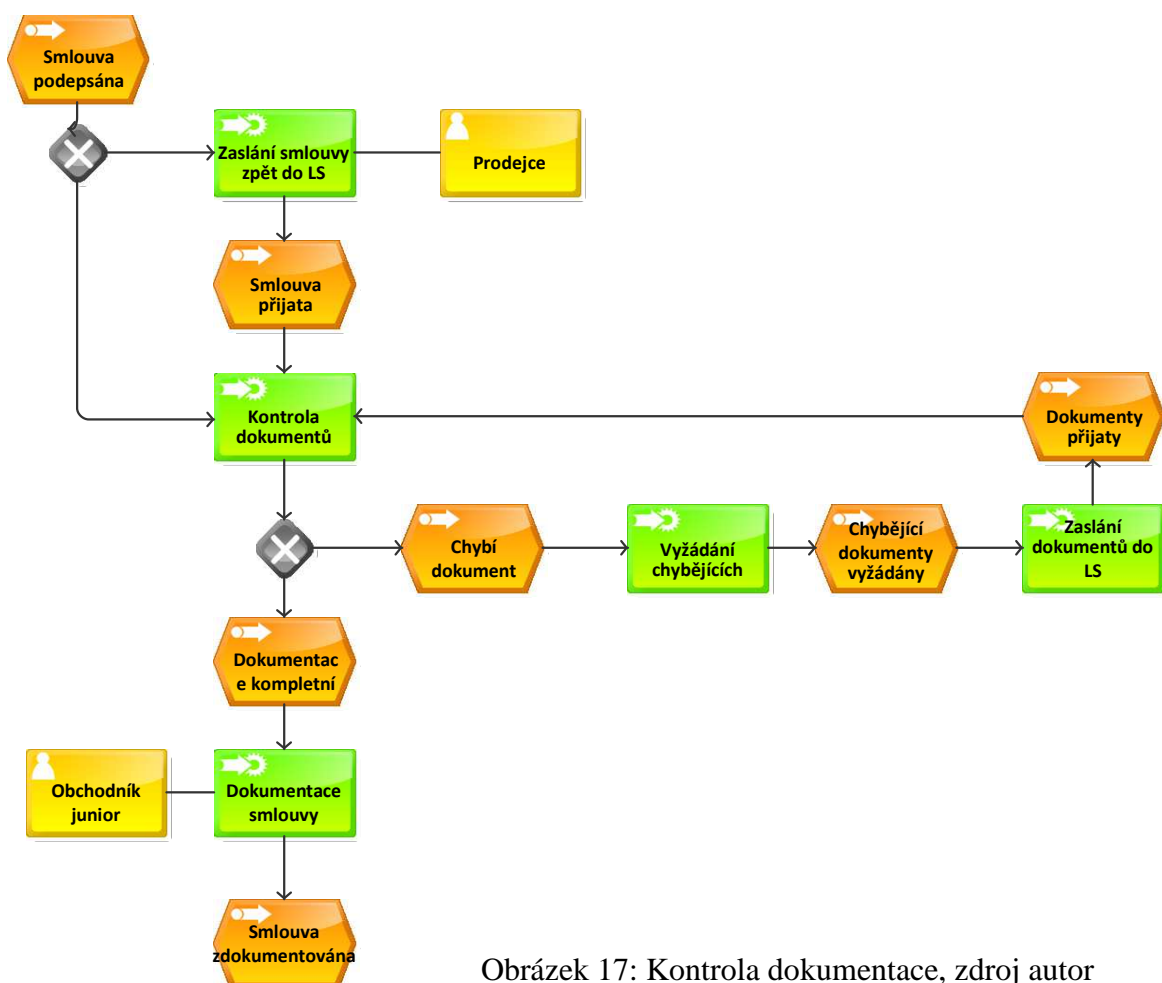 Smlouva
podepsána
Zaslání smlouvy
zpět do LS
Prodejce
Smlouva
přijata
Kontrola
dokumentů
Dokumenty
přijaty
Chybí
dokument
Vyžádání
chybějících
Chybějící
dokumenty
vyžádány
Zaslání
dokumentů do
LS
Dokumentac
e kompletní
Obchodník
junior
Dokumentace
smlouvy
Smlouva
zdokumentována
Obrázek 17: Kontrola dokumentace, zdroj autor